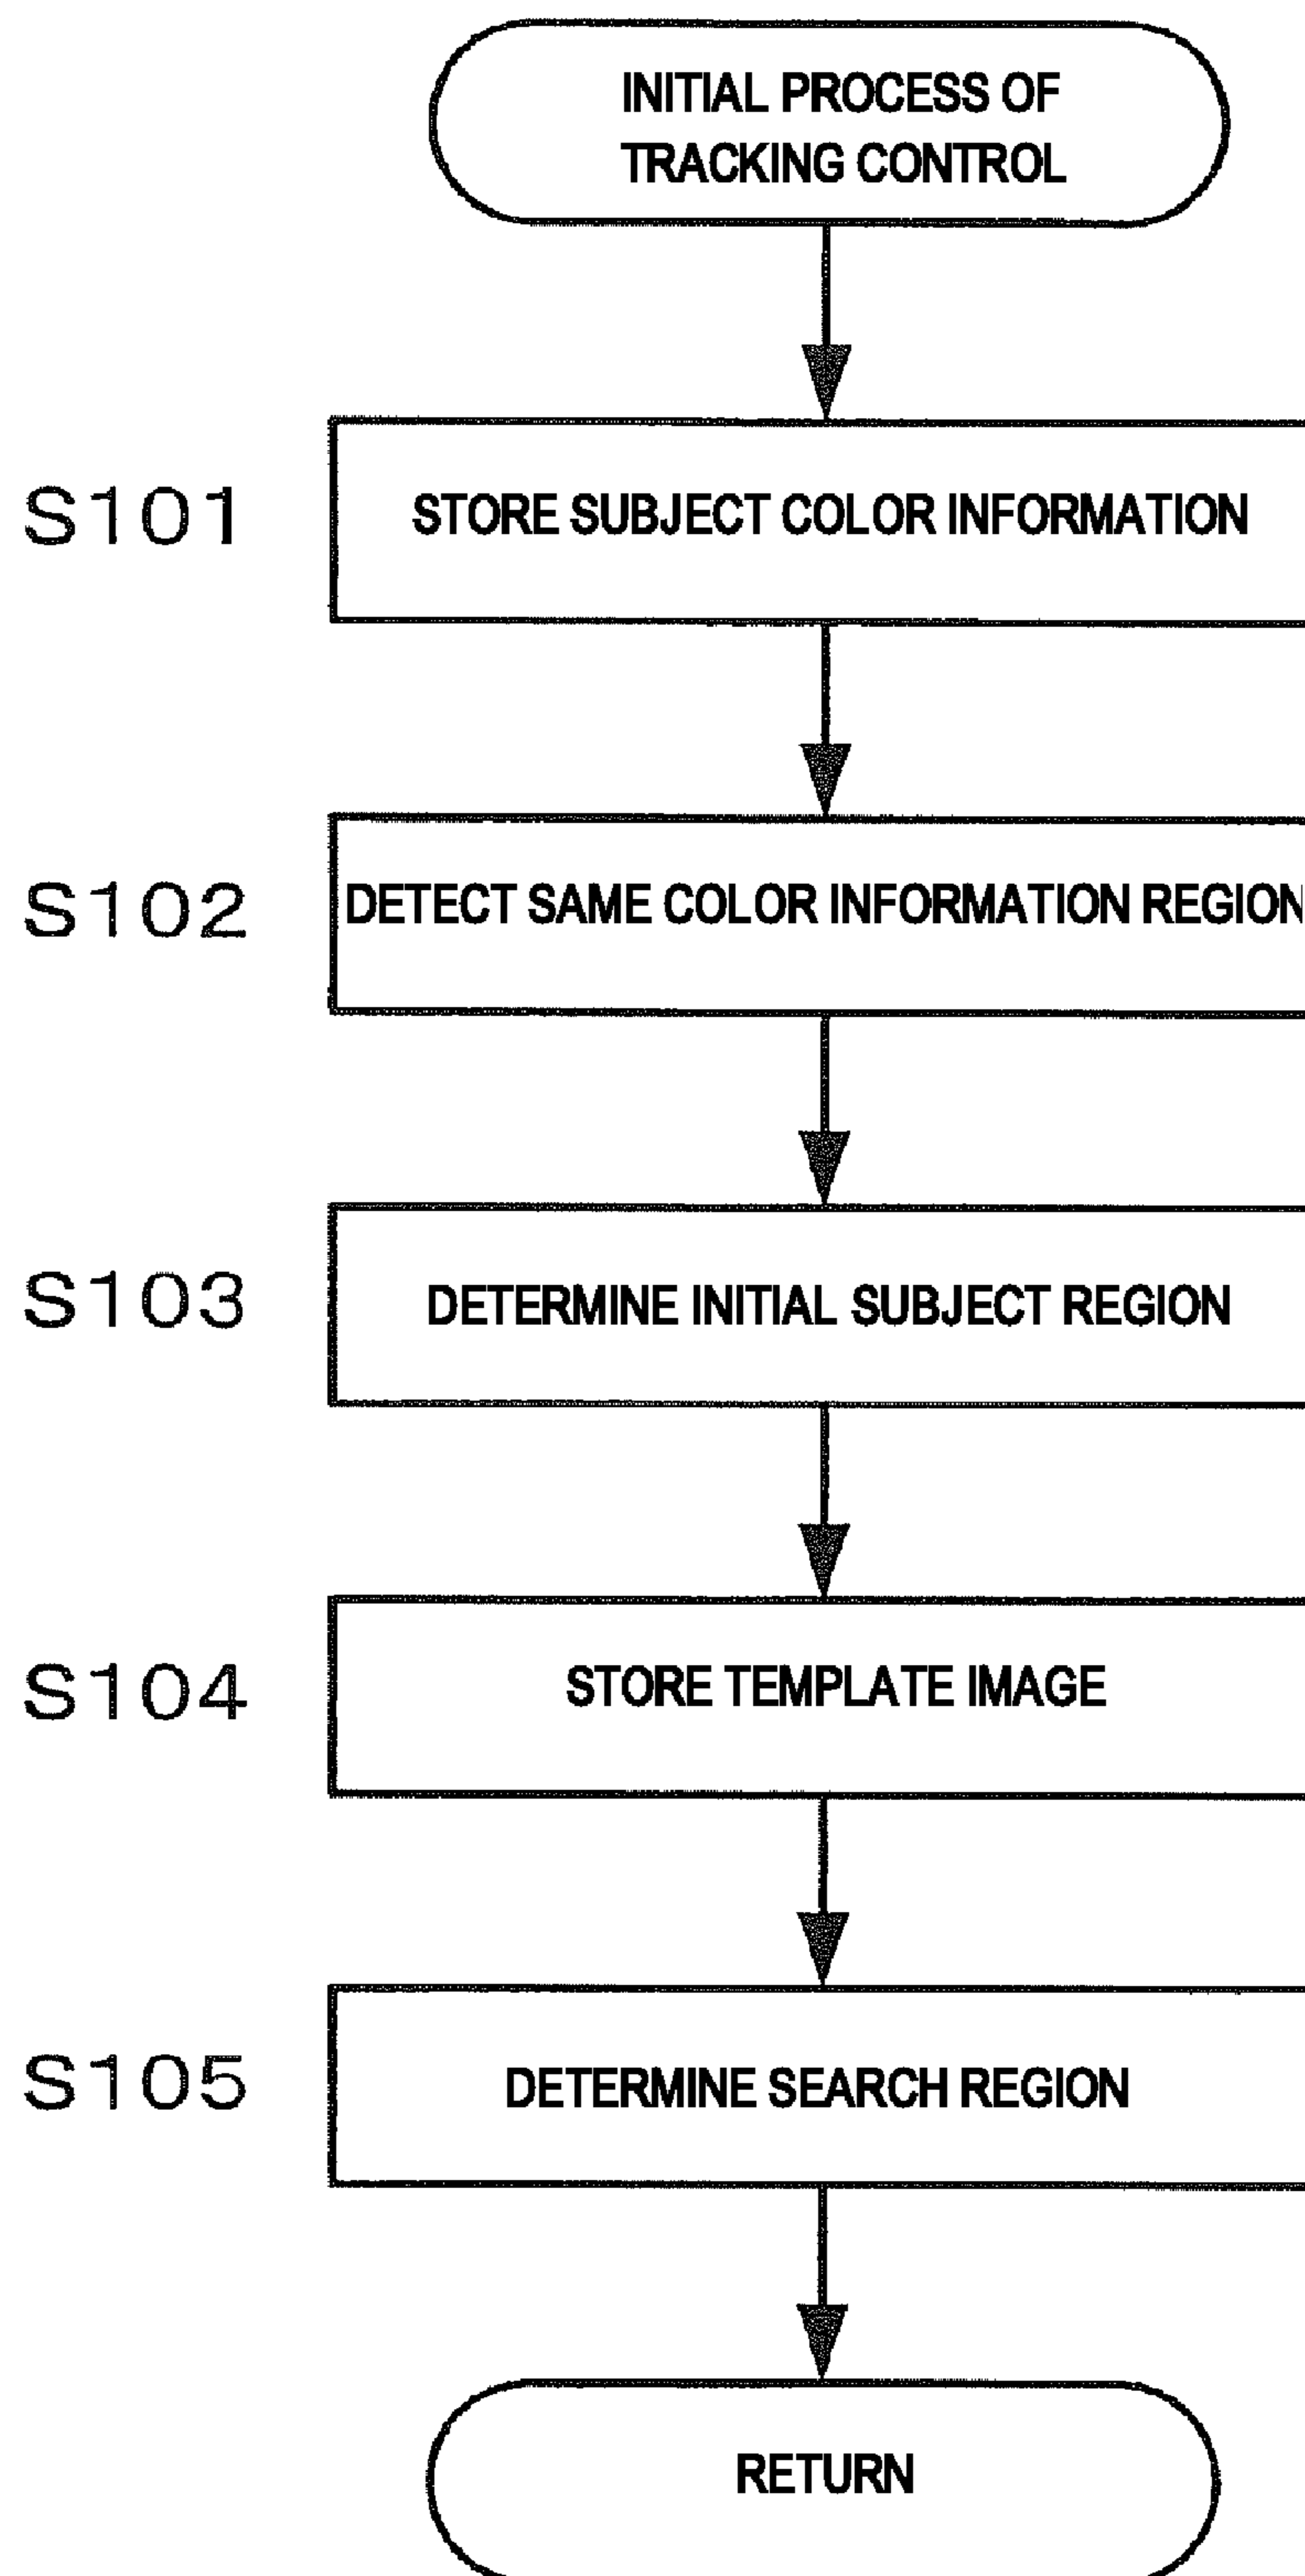 INITIAL PROCESS OF
TRACKING CONTROL
S101 STORE SUBJECT COLOR INFORMATION
S102 DETECT SAME COLOR INFORMATION REGION
S103 DETERMINE INITIAL SUBJECT REGION
S104 STORE TEMPLATE IMAGE
S105 DETERMINE SEARCH REGION
RETURN